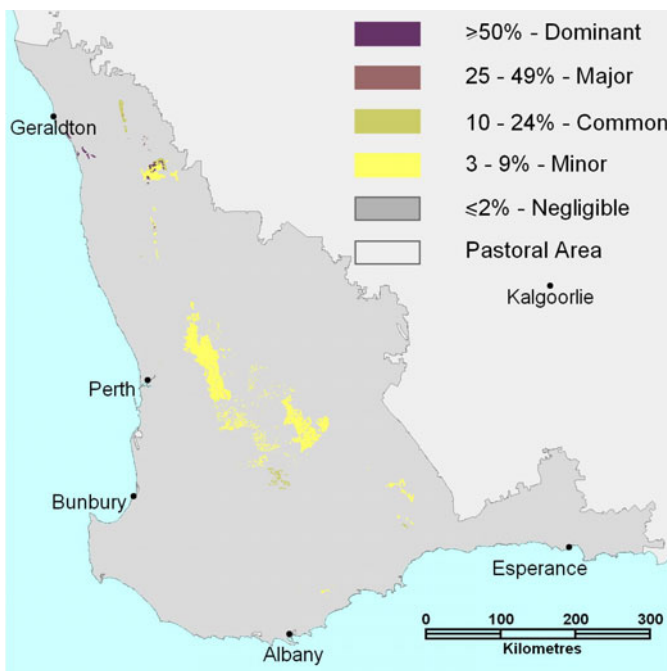 ≥50% - Dominant
25 - 49% - Major
10 - 24% - Common
3 - 9% - Minor
≤2% - Negligible
Pastoral Area
Geraldton
Kalgoorlie
Perth
Bunbury
Esperance
Albany
0 100 200 300
Kilometres